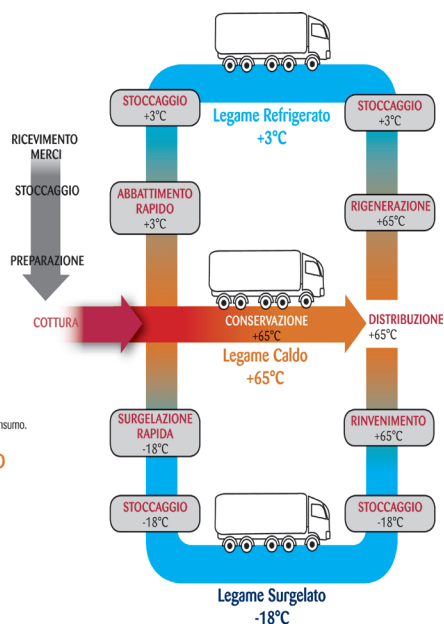 STOCCAGGIO
+3°C
Legame Refrigerato
+3°C
STOCCAGGIO
+3°C
RICEVIMENTO
MERCI
STOCCAGGIO
PREPARAZIONE
ABBATTIMENTO
RAPIDO
+3°C
RIGENERAZIONE
+65°C
COTTURA
CONSERVAZIONE
+65°C
DISTRIBUZIONE
+65°C
Legame Caldo
+65°C
SURGELAZIONE
RAPIDA
-18°C
RINVENIMENTO
+65°C
STOCCAGGIO
-18°C
STOCCAGGIO
-18°C
Legame Surgelato
-18°C